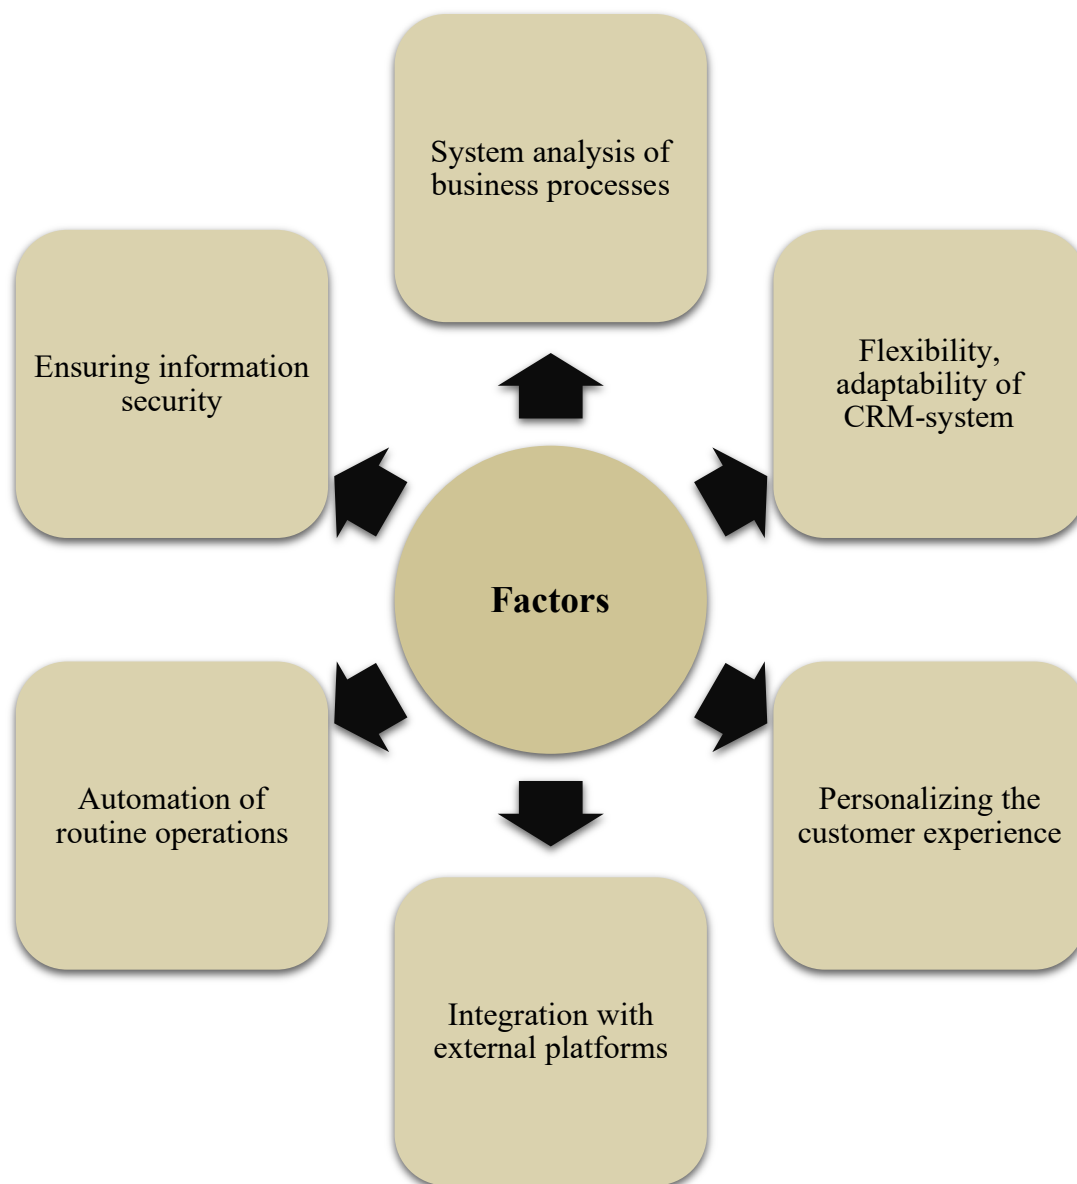 System analysis of
business processes
Ensuring information
security
Flexibility,
adaptability of
CRM-system
Factors
Automation of
routine operations
Personalizing the
customer experience
Integration with
external platforms